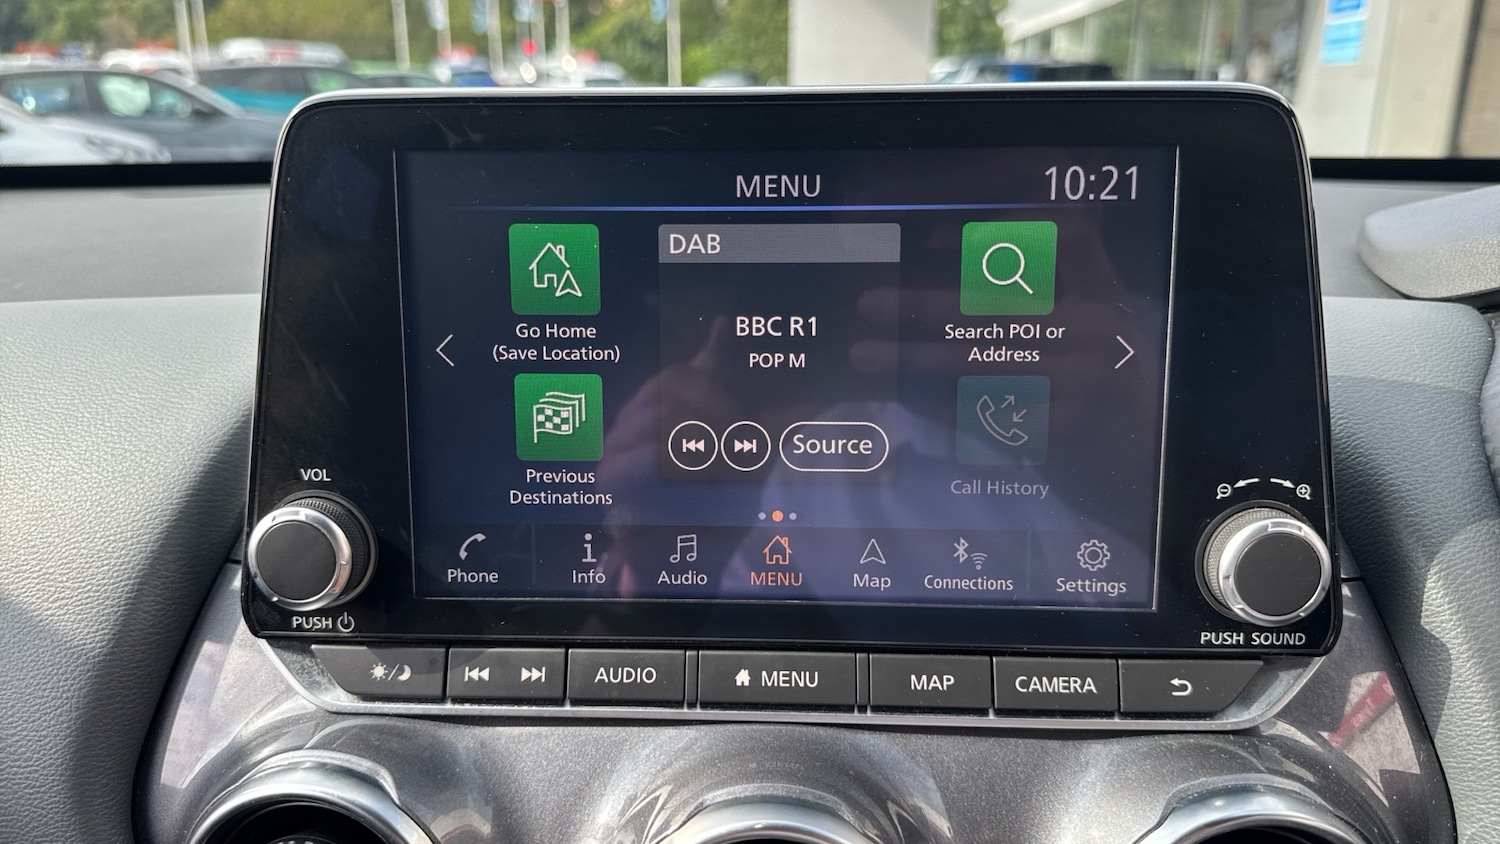 MENU
10:21
Go Home
(Save Location)
DAB
BBC R1
POP M
Search POI or
Address
Previous
Destinations
Source
Call History
Phone
Info
Audio
MENU
Map
Connections
Settings
VOL
PUSH
PUSH SOUND
AUDIO
MENU
MAP
CAMERA